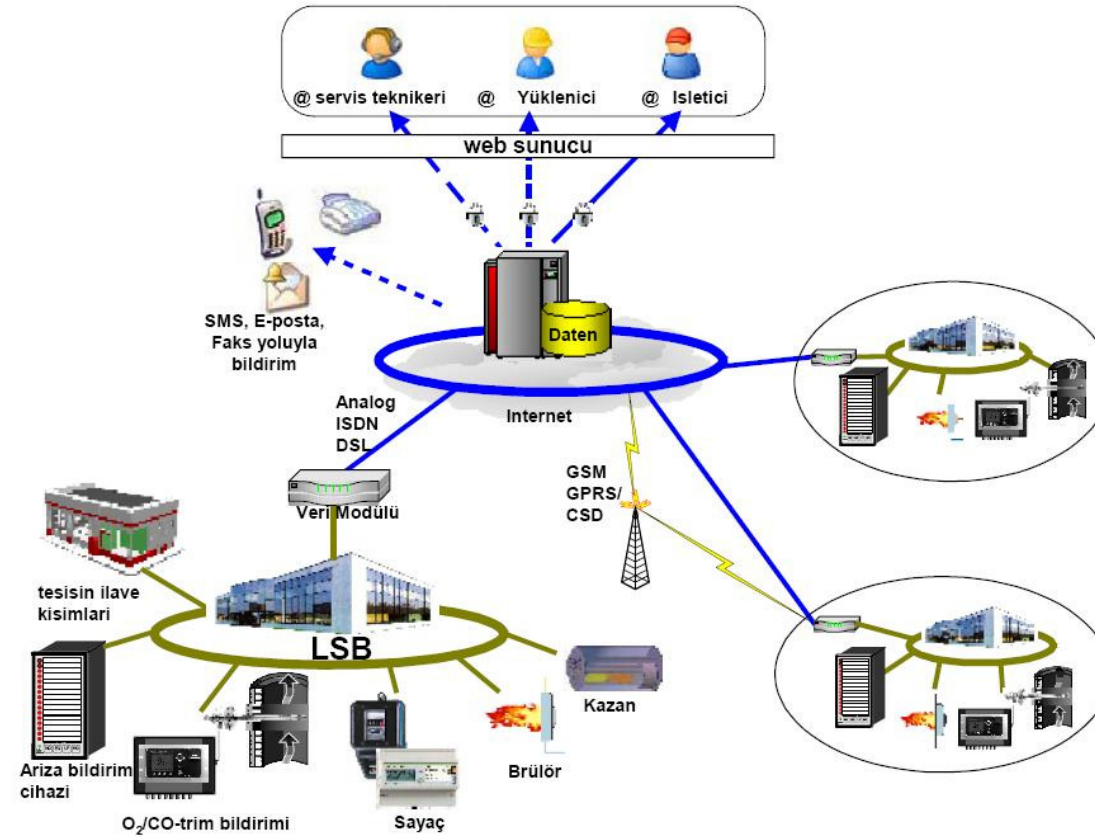 @ servis teknikeri @ Yüklenici @ Isletici
web sunucu
SMS, E-posta,
Faks yoluyla
bildirim
Daten
Internet
Analog
ISDN
DSL
GSM
GPRS/
CSD
Veri Modülü
tesisin ilave
kisimlari
LSB
Kazan
Ariza bildirim
cihazi
Brülör
O₂/CO-trim bildirimi
Sayaç